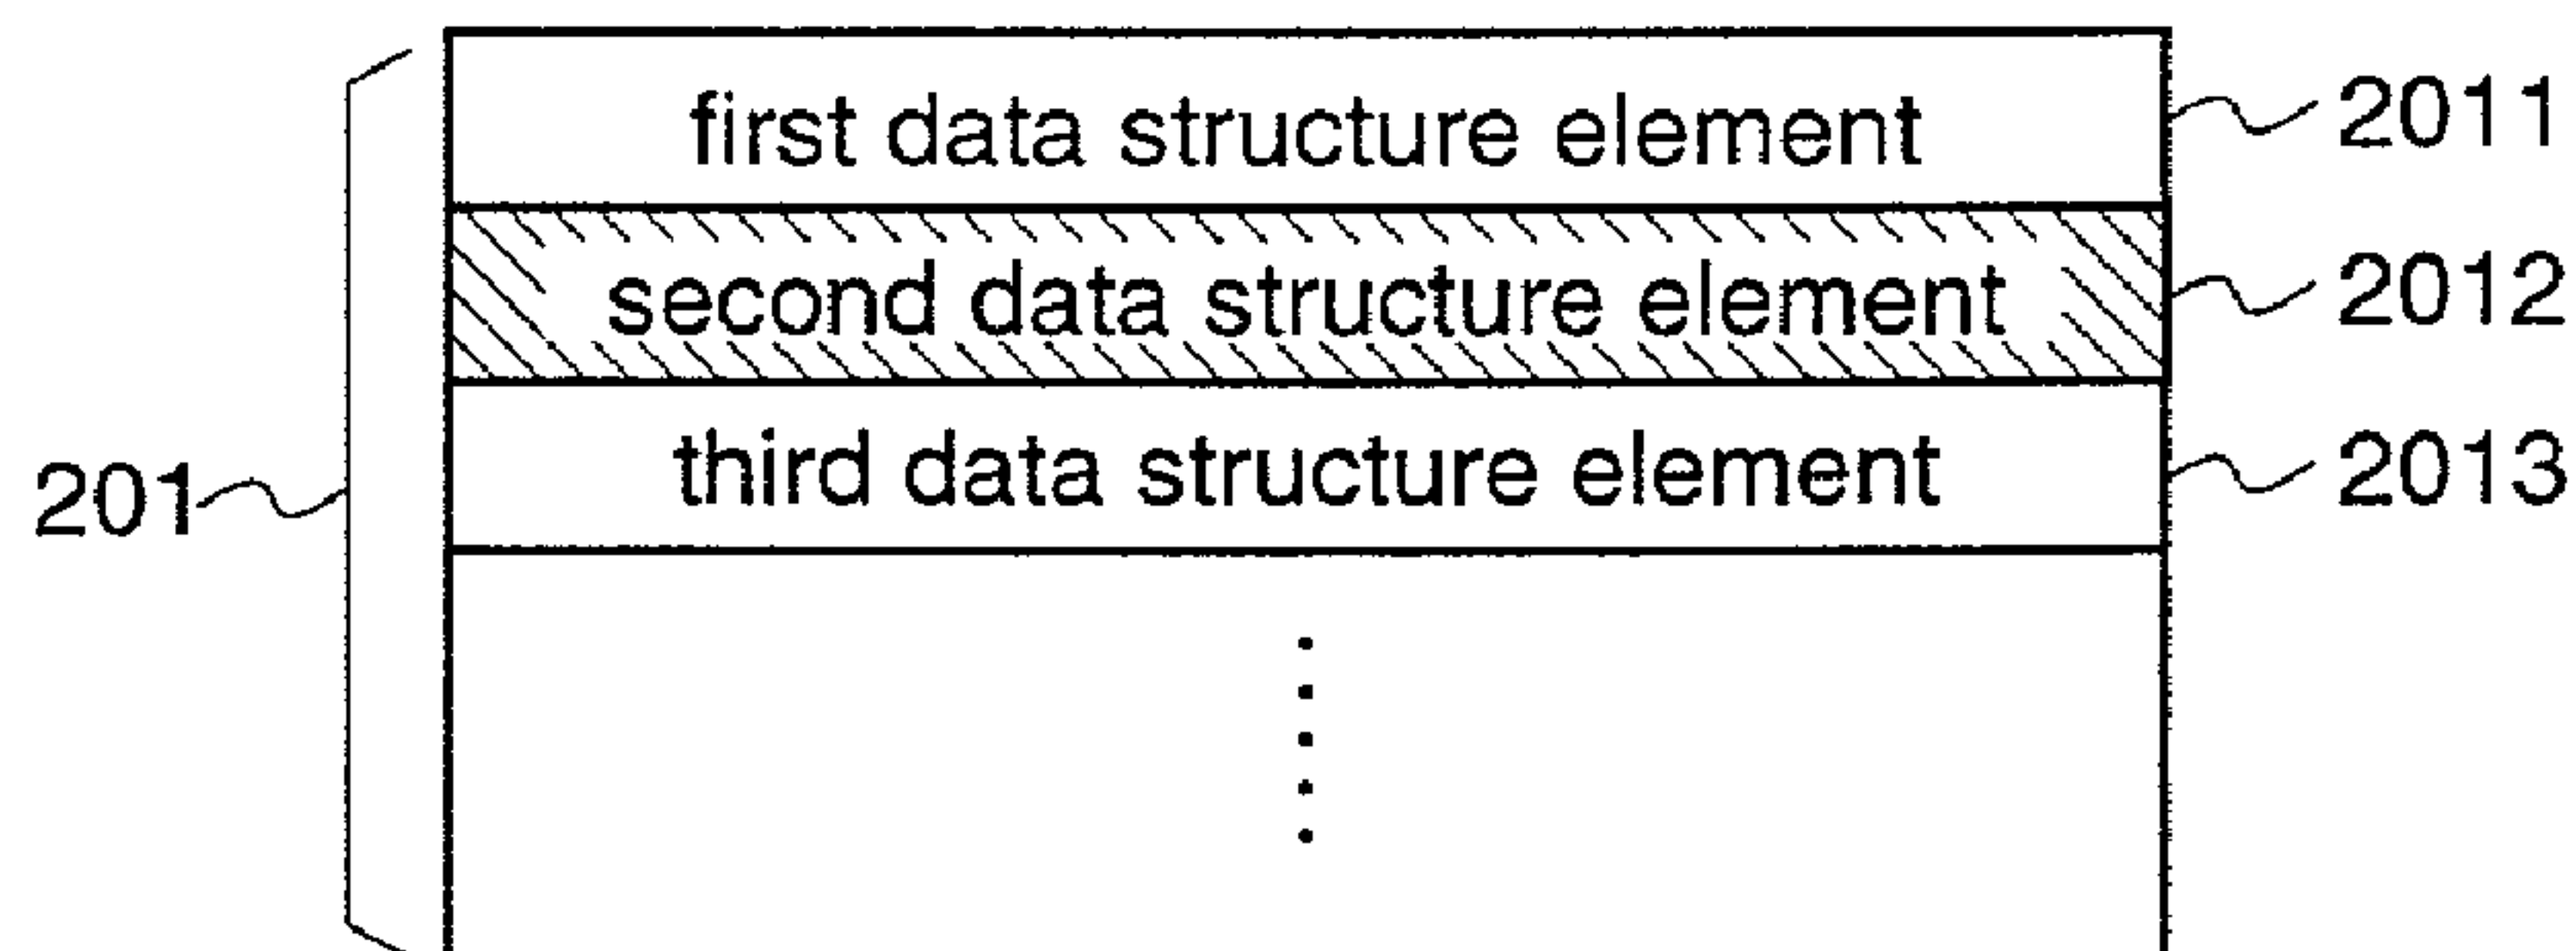 first data structure element 2011
second data structure element 2012
third data structure element 2013
201